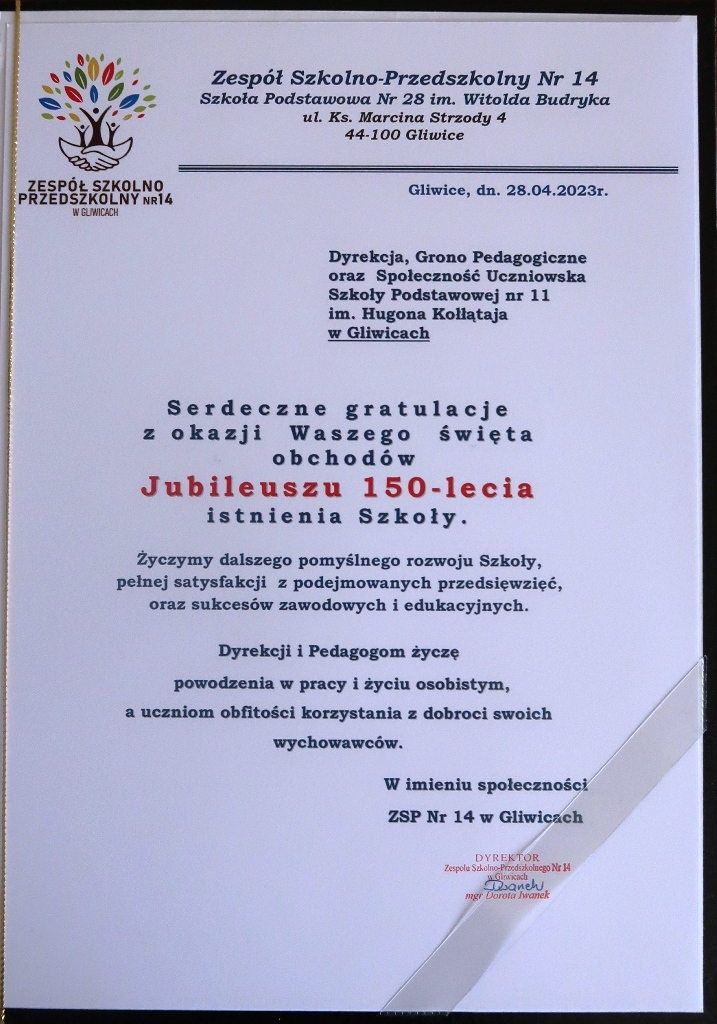 Zespół Szkolno-Przedszkolny Nr 14
Szkoła Podstawowa Nr 28 im. Witolda Budryka
ul. Ks. Marcina Strzody 4
44-100 Gliwice
ZESPÓŁ SZKOLNO
PRZEDSZKOLNY NR14
W GLIWICACH
Gliwice, dn. 28.04.2023r.
Dyrekcja, Grono Pedagogiczne
oraz Społeczność Uczniowska
Szkoły Podstawowej nr 11
im. Hugona Kołłątaja
w Gliwicach
Serdeczne gratulacje
z okazji Waszego święta
obchodów
Jubileuszu 150-lecia
istnienia Szkoły.
Życzymy dalszego pomyślnego rozwoju Szkoły,
pełnej satysfakcji z podejmowanych przedsięwzięć,
oraz sukcesów zawodowych i edukacyjnych.
Dyrekcji i Pedagogom życzę
powodzenia w pracy i życiu osobistym,
a uczniom obfitości korzystania z dobroci swoich
wychowawców.
W imieniu społeczności
ZSP Nr 14 w Gliwicach
DYREKTOR
Zespołu Szkolno-Przedszkolnego Nr 14
w Gliwicach
Iwanek
mgr Dorota Iwanek